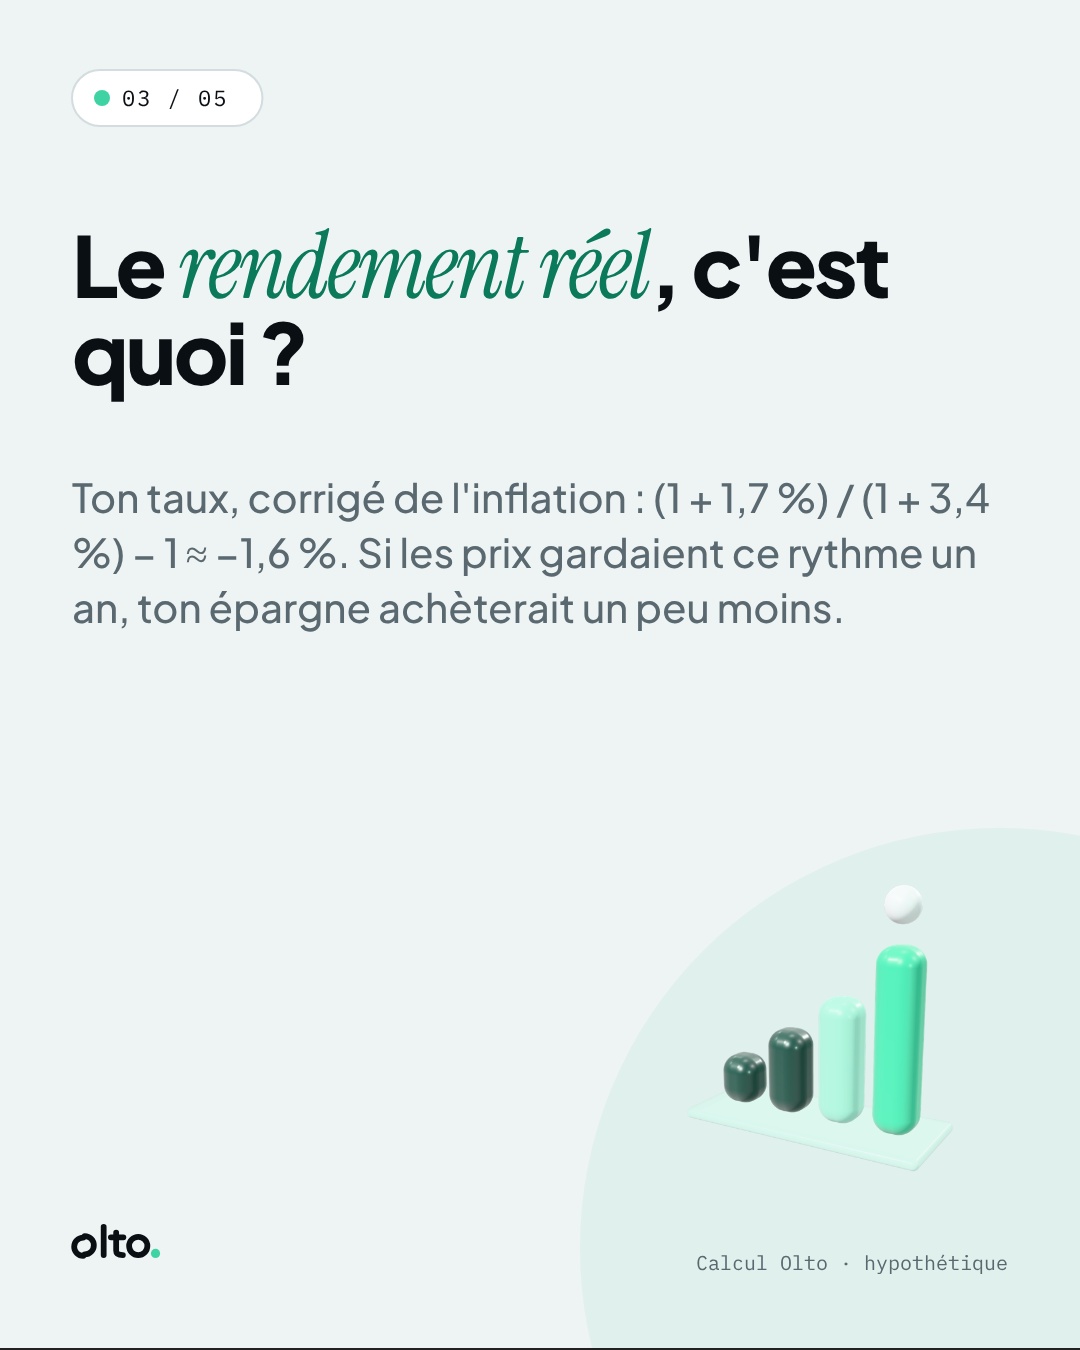 03 / 05
Le rendement réel, c'est
quoi ?
Ton taux, corrigé de l'inflation : (1 + 1,7 %) / (1 + 3,4
%) − 1 ≈ −1,6 %. Si les prix gardaient ce rythme un
an, ton épargne achèterait un peu moins.
olto.
Calcul Olto · hypothétique